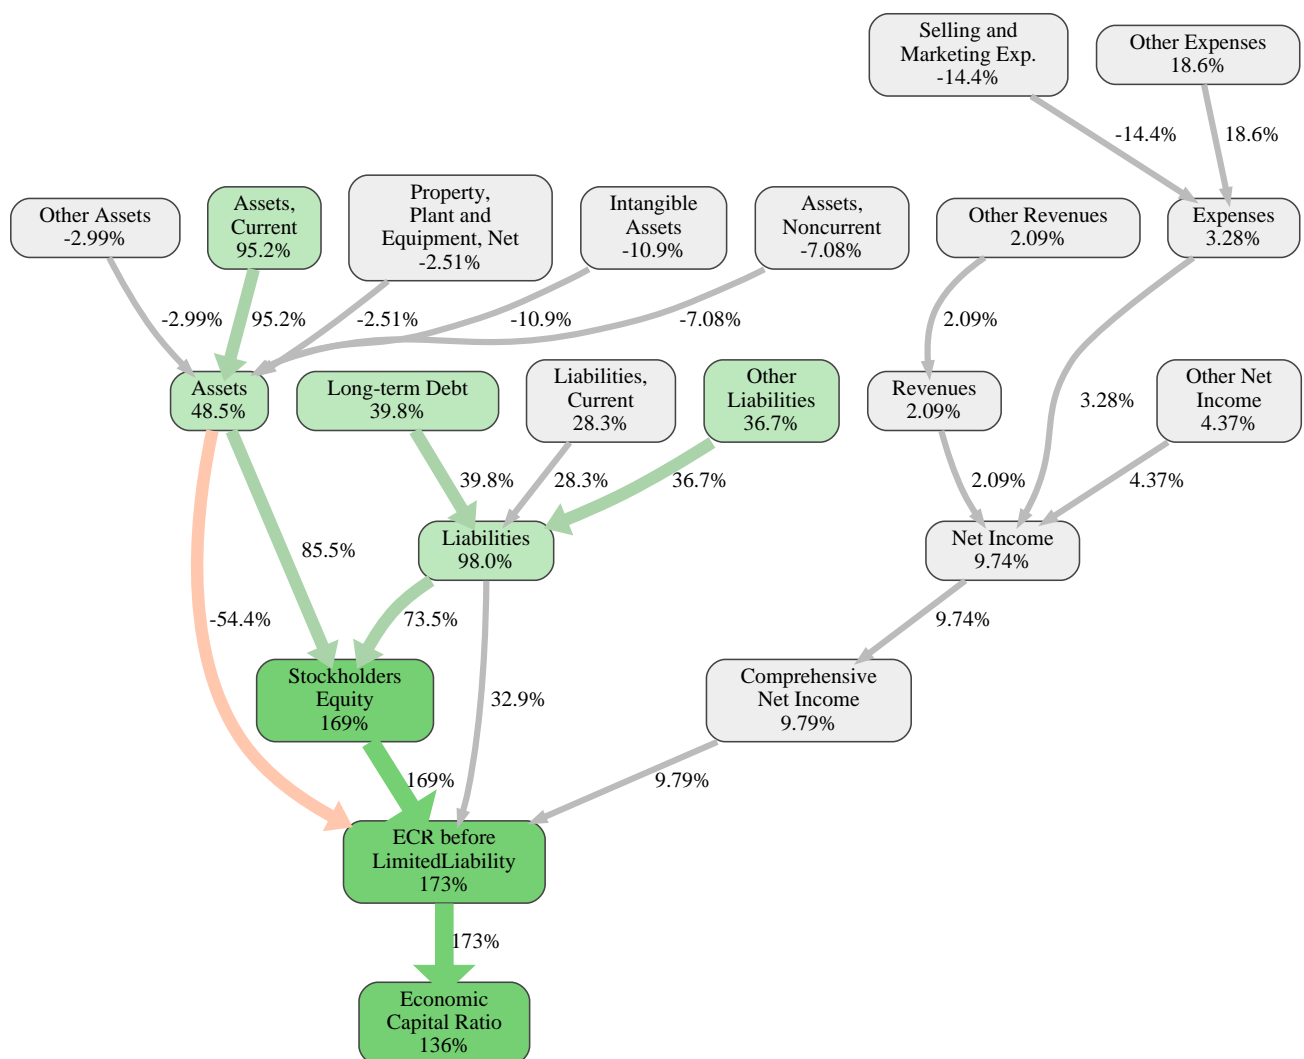 Selling and
Marketing Exp.
-14.4%
Other Expenses
18.6%
-14.4%
18.6%
Other Assets
-2.99%
Assets,
Current
95.2%
Property,
Plant and
Equipment, Net
-2.51%
Intangible
Assets
-10.9%
Assets,
Noncurrent
-7.08%
Other Revenues
2.09%
Expenses
3.28%
-2.99%
95.2%
-2.51%
-10.9%
-7.08%
2.09%
Assets
48.5%
Long-term Debt
39.8%
Liabilities,
Current
28.3%
Other
Liabilities
36.7%
Revenues
2.09%
3.28%
Other Net
Income
4.37%
39.8%
28.3%
36.7%
2.09%
4.37%
85.5%
Liabilities
98.0%
Net Income
9.74%
-54.4%
73.5%
9.74%
Stockholders
Equity
169%
32.9%
Comprehensive
Net Income
9.79%
169%
9.79%
ECR before
LimitedLiability
173%
173%
Economic
Capital Ratio
136%